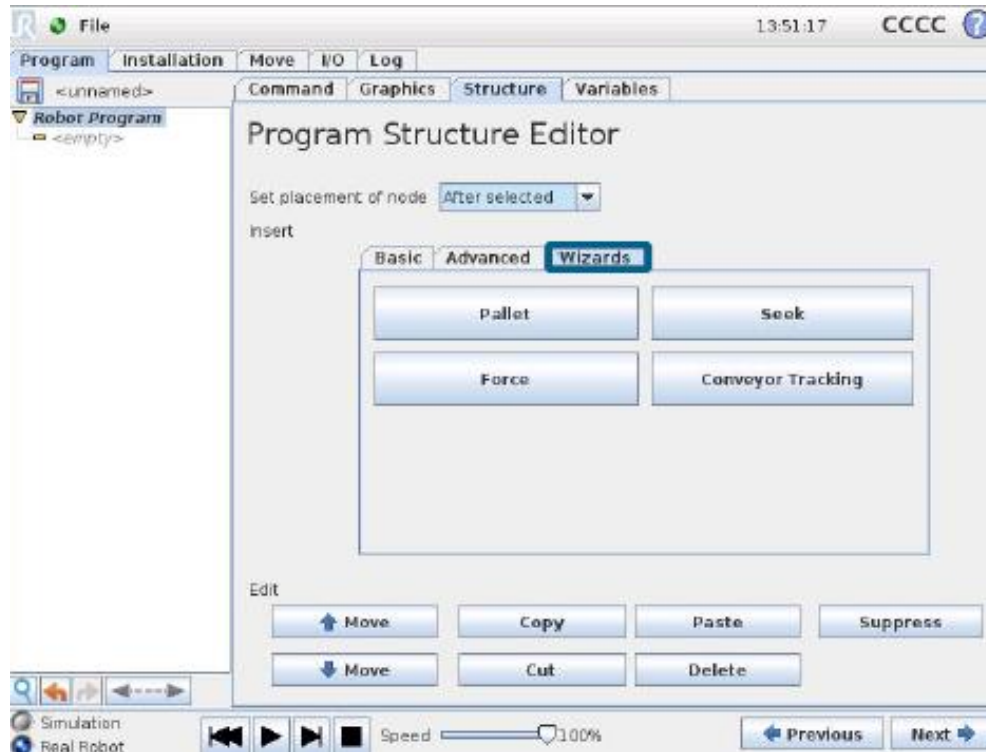 File 13:51:17 CCCC ?
Program Installation Move I/O Log
<unnamed> Command Graphics Structure Variables
Robot Program
<empty>
Program Structure Editor
Set placement of node After selected
Insert
Basic Advanced Wizards
Pallet Seek
Force Conveyor Tracking
Edit
Move Copy Paste Suppress
Move Cut Delete
Simulation
Real Robot
Speed 100% Previous Next